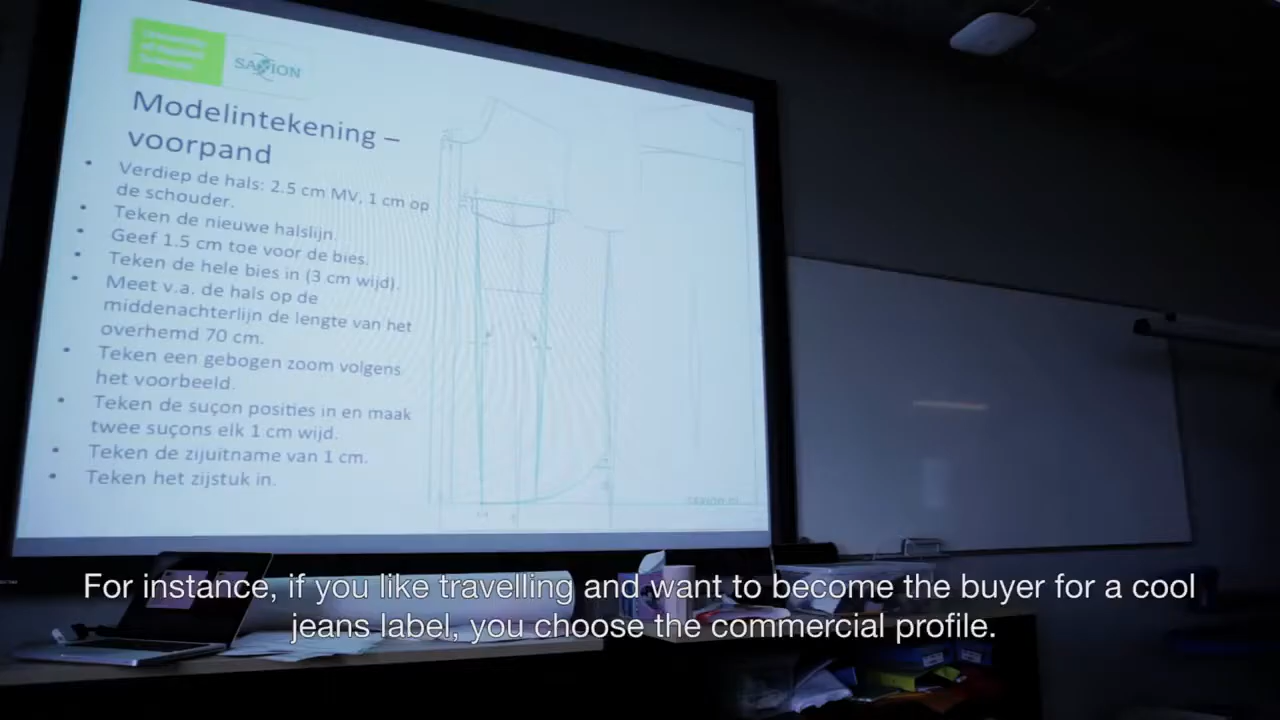 University
of Applied
Sciences
SAXION
Modelintekening –
voorpand
• Verdiep de hals: 2.5 cm MV, 1 cm op
de schouder.
• Teken de nieuwe halslijn.
• Geef 1.5 cm toe voor de bies.
• Teken de hele bies in (3 cm wijd).
• Meet v.a. de hals op de
middenachterlijn de lengte van het
overhemd 70 cm.
• Teken een gebogen zoom volgens
het voorbeeld.
• Teken de suçon posities in en maak
twee suçons elk 1 cm wijd.
• Teken de zijuitname van 1 cm.
• Teken het zijstuk in.
For instance, if you like travelling and want to become the buyer for a cool
jeans label, you choose the commercial profile.